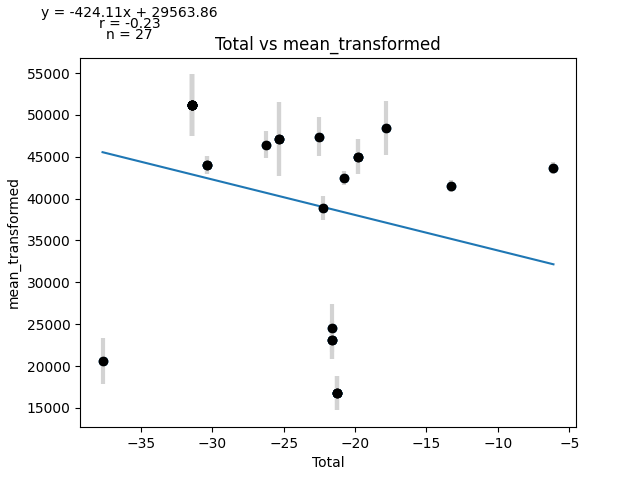 y = -424.11x + 29563.86
r = -0.23
n = 27
Total vs mean_transformed
55000
50000
45000
40000
35000
30000
25000
20000
15000
mean_transformed
−35
−30
−25
−20
−15
−10
−5
Total